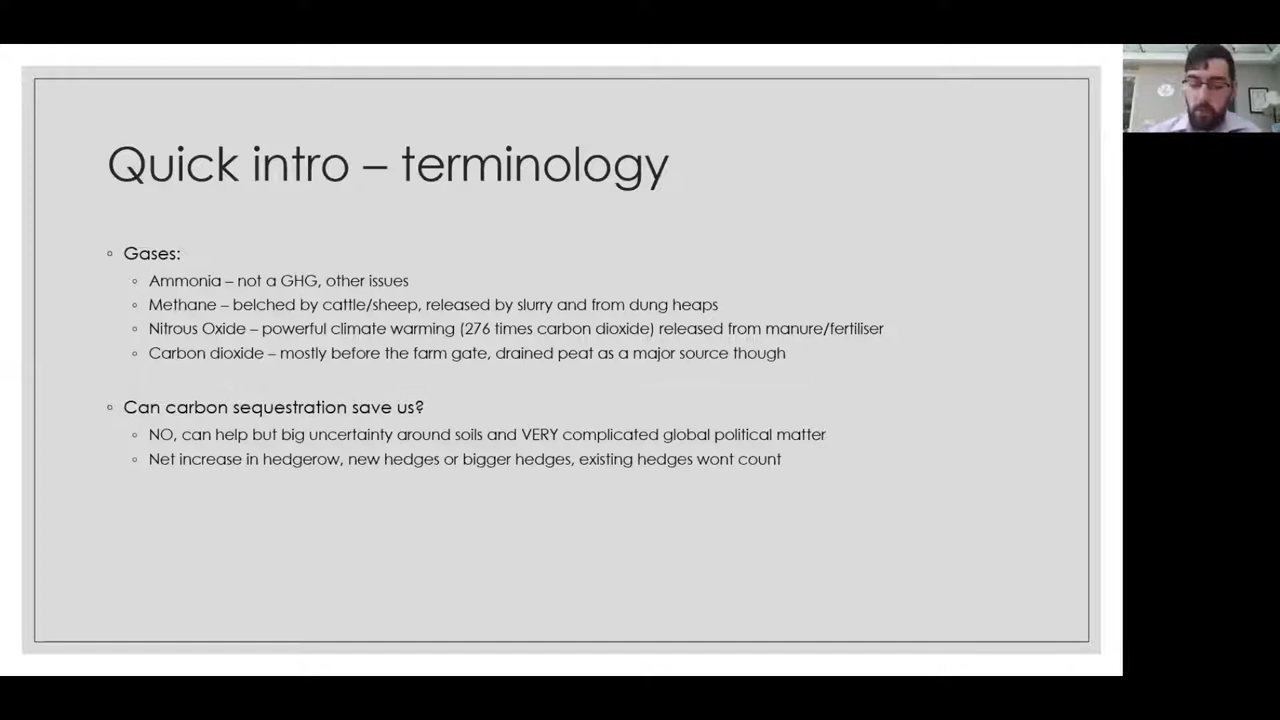 Quick intro – terminology
◦ Gases:
◦ Ammonia – not a GHG, other issues
◦ Methane – belched by cattle/sheep, released by slurry and from dung heaps
◦ Nitrous Oxide – powerful climate warming (276 times carbon dioxide) released from manure/fertiliser
◦ Carbon dioxide – mostly before the farm gate, drained peat as a major source though
◦ Can carbon sequestration save us?
◦ NO, can help but big uncertainty around soils and VERY complicated global political matter
◦ Net increase in hedgerow, new hedges or bigger hedges, existing hedges wont count